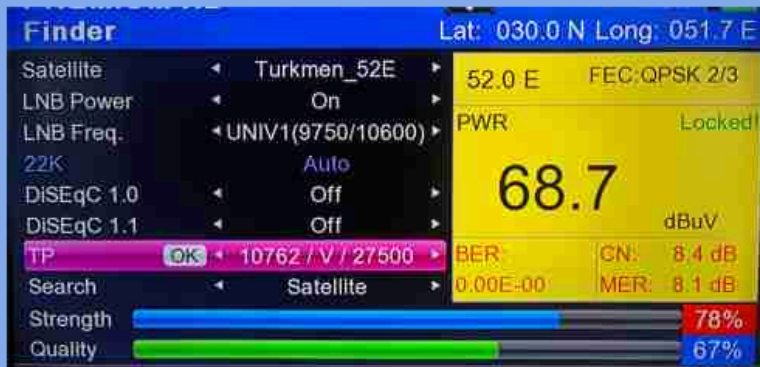 Finder
Lat: 030.0 N Long: 051.7 E
Satellite Turkmen_52E
LNB Power On
LNB Freq. UNIV1(9750/10600)
22K Auto
DiSEqC 1.0 Off
DiSEqC 1.1 Off
TP OK 10762 / V / 27500
Search Satellite
52.0 E FEC:QPSK 2/3
PWR Locked!
68.7
dBuV
BER: CN: 8.4 dB
0.00E-00 MER: 8.1 dB
Strength 78%
Quality 67%